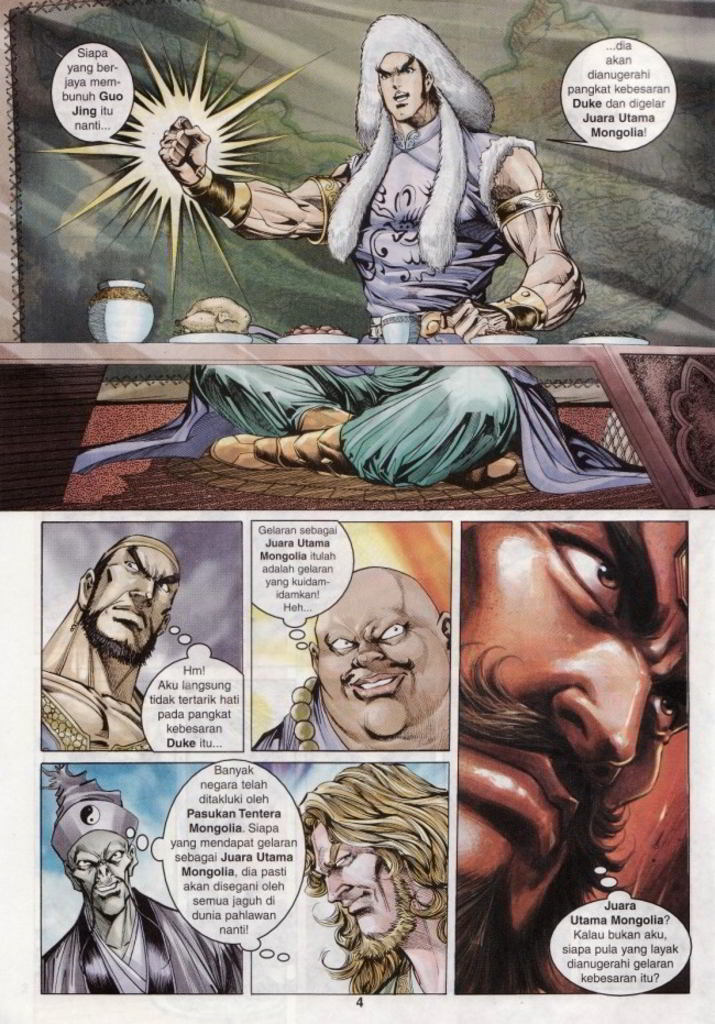 Siapa
yang ber-
jaya mem-
bunuh Guo
Jing itu
nanti...
...dia
akan
dianugerahi
pangkat kebesaran
Duke dan digelar
Juara Utama
Mongolia!
Hm!
Aku langsung
tidak tertarik hati
pada pangkat
kebesaran
Duke itu...
Gelaran sebagai
Juara Utama
Mongolia itulah
adalah gelaran
yang kuidam-
idamkan!
Heh...
Banyak
negara telah
ditakluki oleh
Pasukan Tentera
Mongolia. Siapa
yang mendapat gelaran
sebagai Juara Utama
Mongolia, dia pasti
akan disegani oleh
semua jaguh di
dunia pahlawan
nanti!
Juara
Utama Mongolia?
Kalau bukan aku,
siapa pula yang layak
dianugerahi gelaran
kebesaran itu?
4